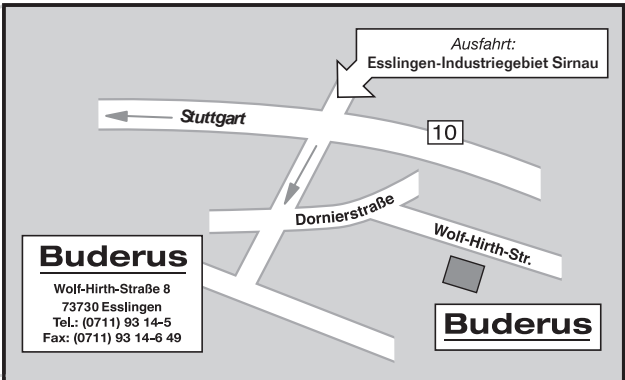 Ausfahrt:
Esslingen-Industriegebiet Sirnau
Stuttgart
10
Dornierstraße
Wolf-Hirth-Str.
Buderus
Wolf-Hirth-Straße 8
73730 Esslingen
Tel.: (0711) 93 14-5
Fax: (0711) 93 14-6 49
Buderus